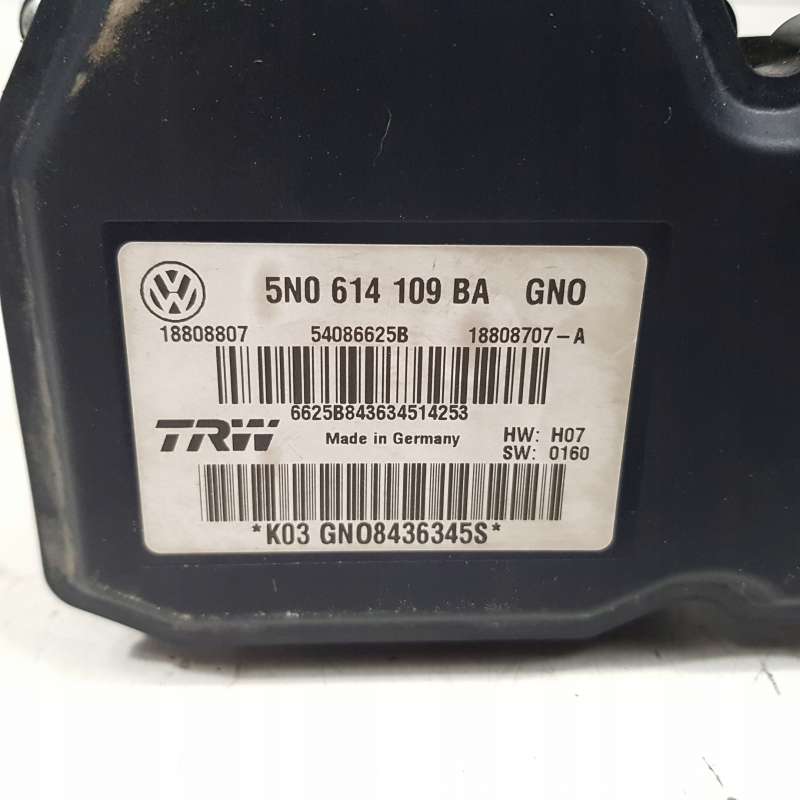 5N0 614 109 BA GNO
18808807 54086625B 18808707-A
6625B843634514253
TRW Made in Germany HW: H07
SW: 0160
*K03 GNO8436345S*